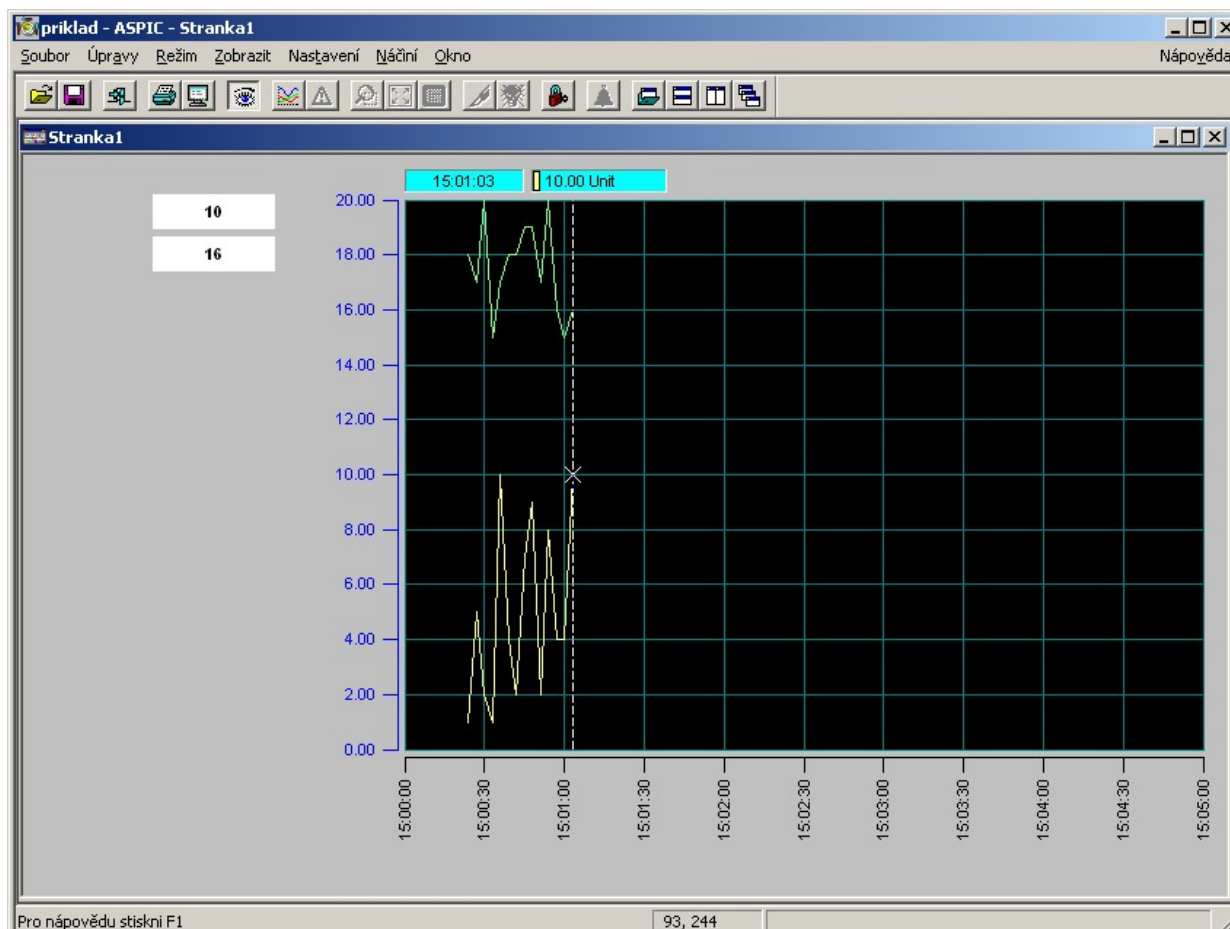 priklad - ASPIC - Stranka1
Soubor Úpravy Režim Zobrazit Nastavení Náčiní Okno Nápověda
Stranka1
15:01:03 10.00 Unit
10
16
20.00
18.00
16.00
14.00
12.00
10.00
8.00
6.00
4.00
2.00
0.00
15:00:00 15:00:30 15:01:00 15:01:30 15:02:00 15:02:30 15:03:00 15:03:30 15:04:00 15:04:30 15:05:00
Pro nápovědu stiskni F1 93, 244